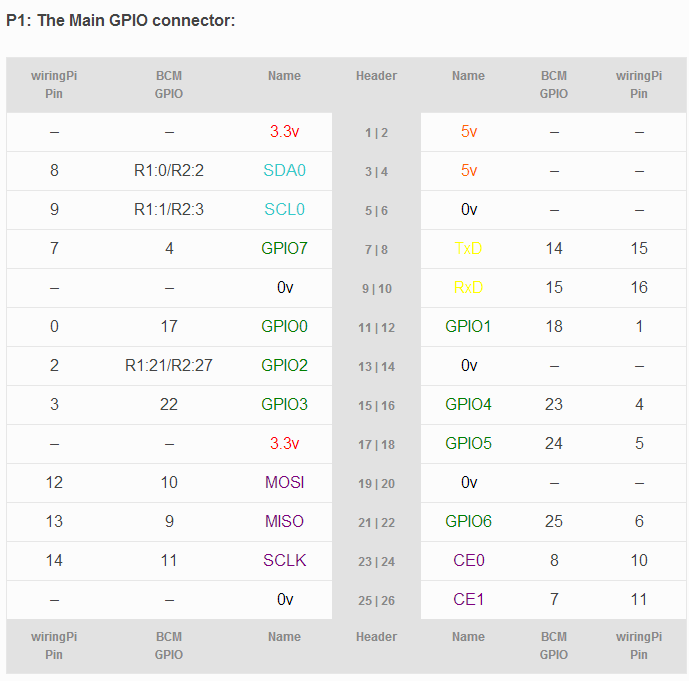 P1: The Main GPIO connector:
wiringPi Pin BCM GPIO Name Header Name BCM GPIO wiringPi Pin
– – 3.3v 1 | 2 5v – –
8 R1:0/R2:2 SDA0 3 | 4 5v – –
9 R1:1/R2:3 SCL0 5 | 6 0v – –
7 4 GPIO7 7 | 8 TxD 14 15
– – 0v 9 | 10 RxD 15 16
0 17 GPIO0 11 | 12 GPIO1 18 1
2 R1:21/R2:27 GPIO2 13 | 14 0v – –
3 22 GPIO3 15 | 16 GPIO4 23 4
– – 3.3v 17 | 18 GPIO5 24 5
12 10 MOSI 19 | 20 0v – –
13 9 MISO 21 | 22 GPIO6 25 6
14 11 SCLK 23 | 24 CE0 8 10
– – 0v 25 | 26 CE1 7 11
wiringPi Pin BCM GPIO Name Header Name BCM GPIO wiringPi Pin